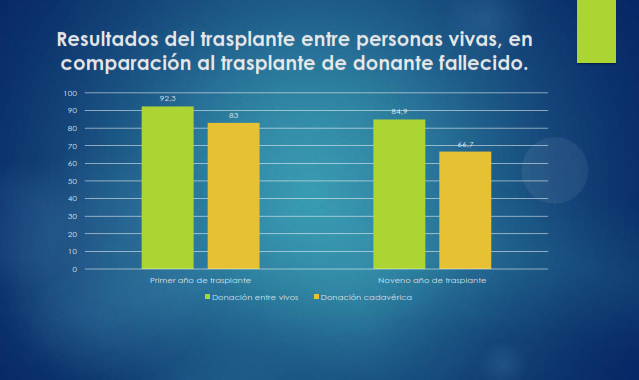 Resultados del trasplante entre personas vivas, en
comparación al trasplante de donante fallecido.
100
90
80
70
60
50
40
30
20
10
0
92,3
83
84,9
66,7
Primer año de trasplante
Noveno año de trasplante
Donación entre vivos
Donación cadavérica